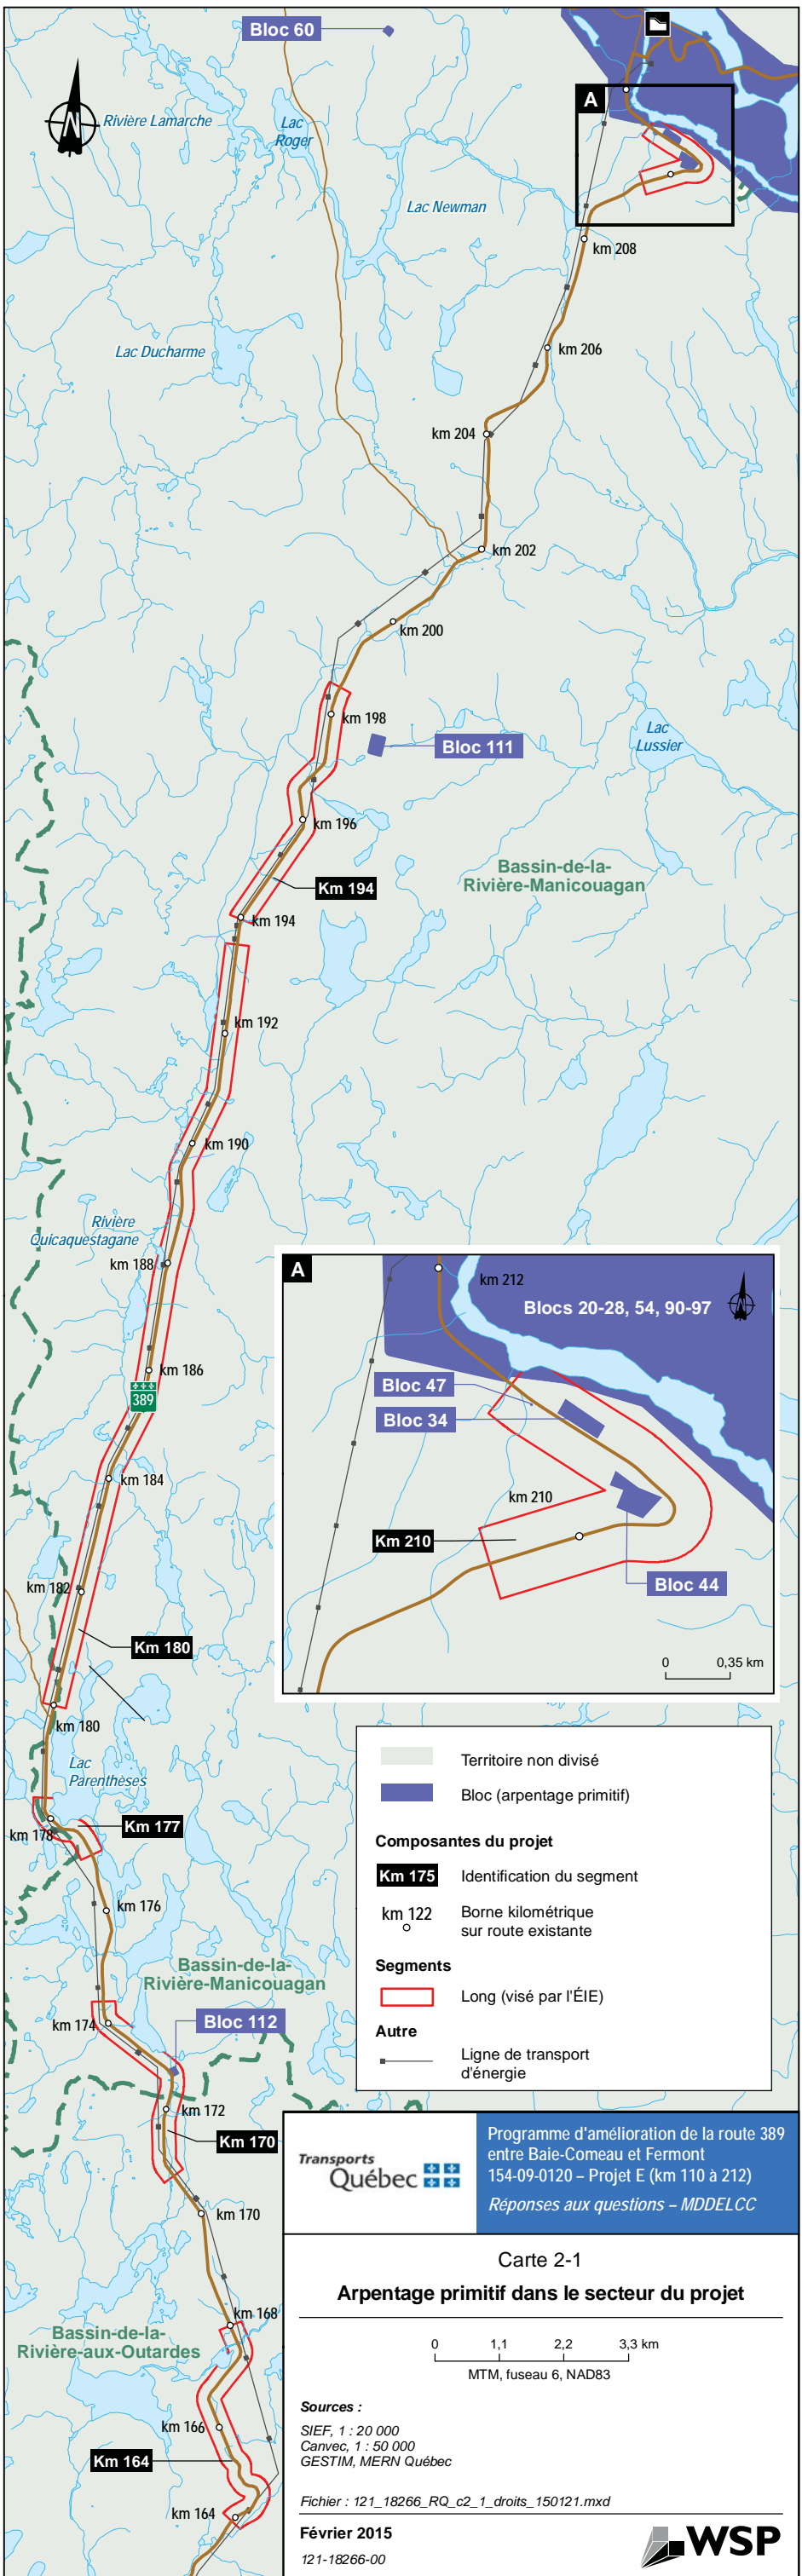 Bloc 60
A
Rivière Lamarche
Lac
Roger
Lac Newman
km 208
Lac Ducharme
km 206
km 204
km 202
km 200
km 198
Bloc 111
Lac
Lussier
km 196
Bassin-de-la-
Rivière-Manicouagan
Km 194
km 194
km 192
km 190
Rivière
Quicaquestagane
km 188
km 186
389
km 184
km 182
Km 180
km 180
Lac
Parenthèses
Km 177
km 178
km 176
Bassin-de-la-
Rivière-Manicouagan
Bloc 112
km 174
km 172
Km 170
km 170
km 168
Bassin-de-la-
Rivière-aux-Outardes
km 166
Km 164
km 164
A
km 212
Blocs 20-28, 54, 90-97
Bloc 47
Bloc 34
km 210
Km 210
Bloc 44
0 0,35 km
Territoire non divisé
Bloc (arpentage primitif)
Composantes du projet
Km 175 Identification du segment
km 122 Borne kilométrique
sur route existante
Segments
Long (visé par l'ÉIE)
Autre
Ligne de transport
d'énergie
Transports
Québec
Programme d'amélioration de la route 389
entre Baie-Comeau et Fermont
154-09-0120 – Projet E (km 110 à 212)
Réponses aux questions – MDDELCC
Carte 2-1
Arpentage primitif dans le secteur du projet
0 1,1 2,2 3,3 km
MTM, fuseau 6, NAD83
Sources :
SIEF, 1 : 20 000
Canvec, 1 : 50 000
GESTIM, MERN Québec
Fichier : 121_18266_RQ_c2_1_droits_150121.mxd
Février 2015
121-18266-00
WSP